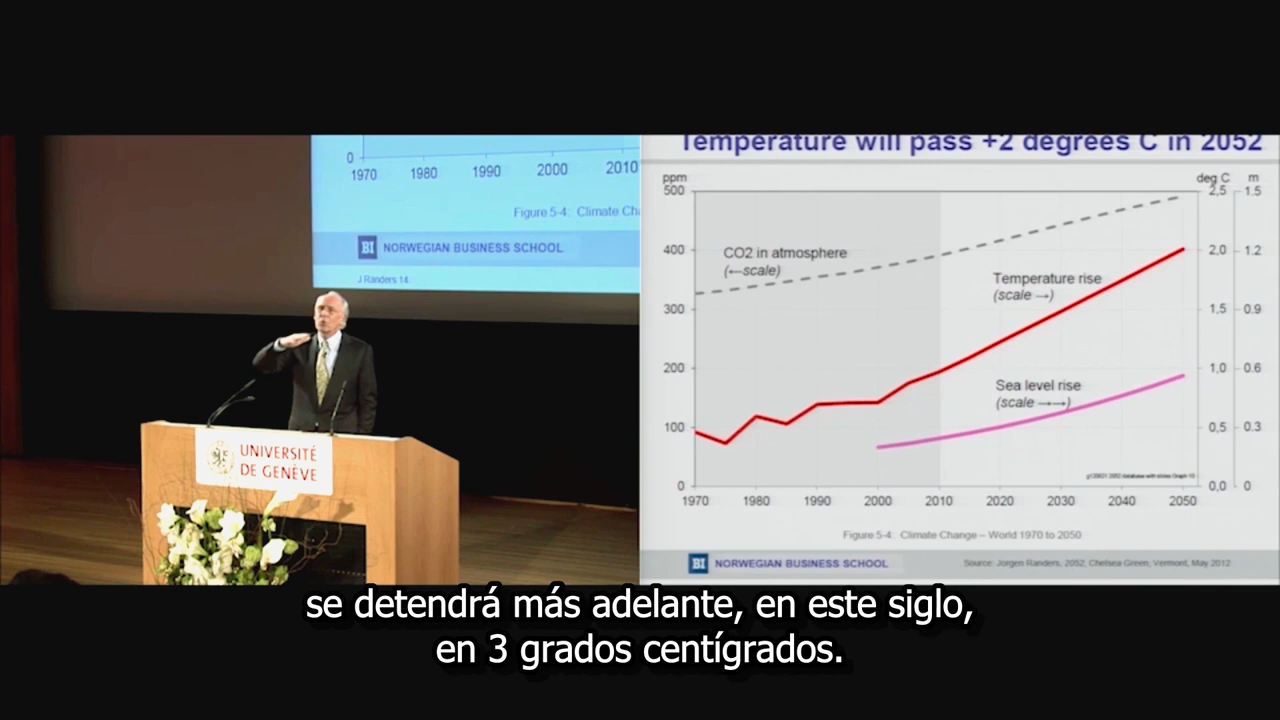 0
1970 1980 1990 2000 2010
Figure 5-4: Climate Ch
BI NORWEGIAN BUSINESS SCHOOL
J Randers 14
UNIVERSITÉ
DE GENÈVE
Temperature will pass +2 degrees C in 2052
ppm deg C m
500 2,5 1.5
CO2 in atmosphere
(←scale)
400 2.0 1.2
Temperature rise
(scale →)
300 1,5 0.9
200 1,0 0.6
Sea level rise
(scale →→)
100 0,5 0.3
0 0,0 0
1970 1980 1990 2000 2010 2020 2030 2040 2050
Figure 5-4. Climate Change – World 1970 to 2050
BI NORWEGIAN BUSINESS SCHOOL
Source: Jorgen Randers, 2052, Chelsea Green, Vermont, May 2012
se detendrá más adelante, en este siglo,
en 3 grados centígrados.